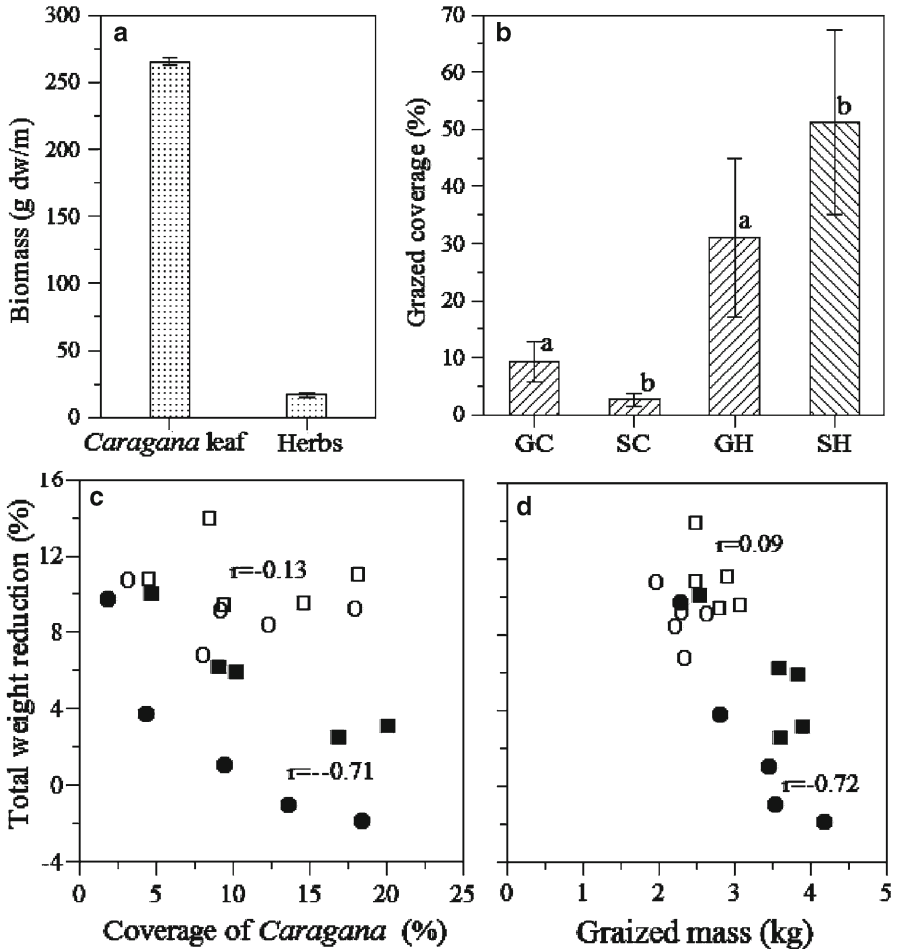 a
300
250
200
150
300
50
0
Biomass (g dw/m)
Caragana leaf
Herbs
b
70
60
50
40
30
20
10
0
Grazed coverage (%)
a
b
a
b
GC
SC
GH
SH
c
16
12
8
4
0
-4
Total weight reduction (%)
r=-0.13
r=--0.71
0
5
10
15
20
25
Coverage of Caragana (%)
d
r=0.09
r=-0.72
0
1
2
3
4
5
Graized mass (kg)